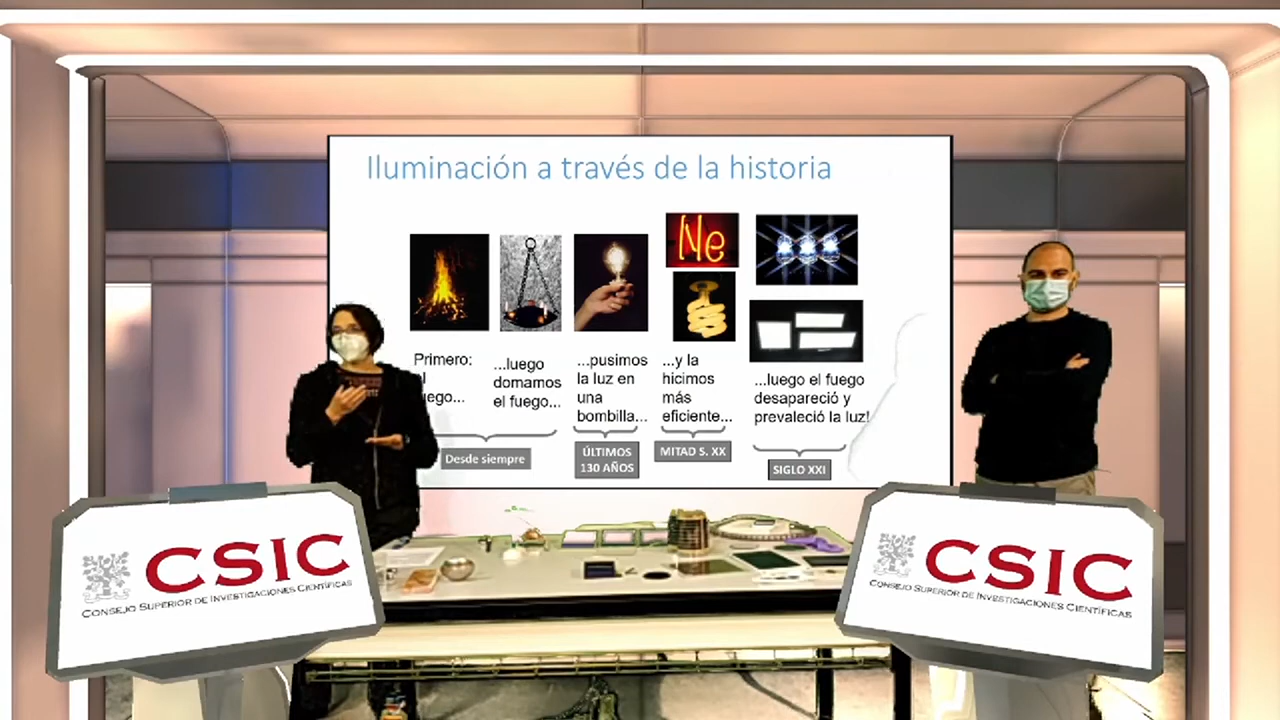 Iluminación a través de la historia
Ne
Primero:
...luego
domamos
el fuego...
...pusimos
la luz en
una
bombilla...
...y la
hicimos
más
eficiente...
...luego el fuego
desapareció y
prevaleció la luz!
Desde siempre
ÚLTIMOS
130 AÑOS
MITAD S. XX
SIGLO XXI
CSIC
CONSEJO SUPERIOR DE INVESTIGACIONES CIENTÍFICAS
CSIC
CONSEJO SUPERIOR DE INVESTIGACIONES CIENTÍFICAS